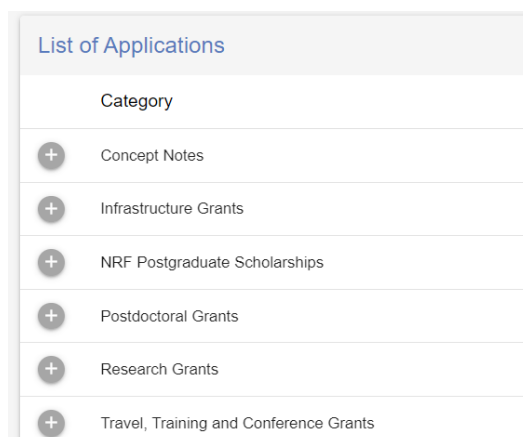 List of Applications
Category
Concept Notes
Infrastructure Grants
NRF Postgraduate Scholarships
Postdoctoral Grants
Research Grants
Travel, Training and Conference Grants